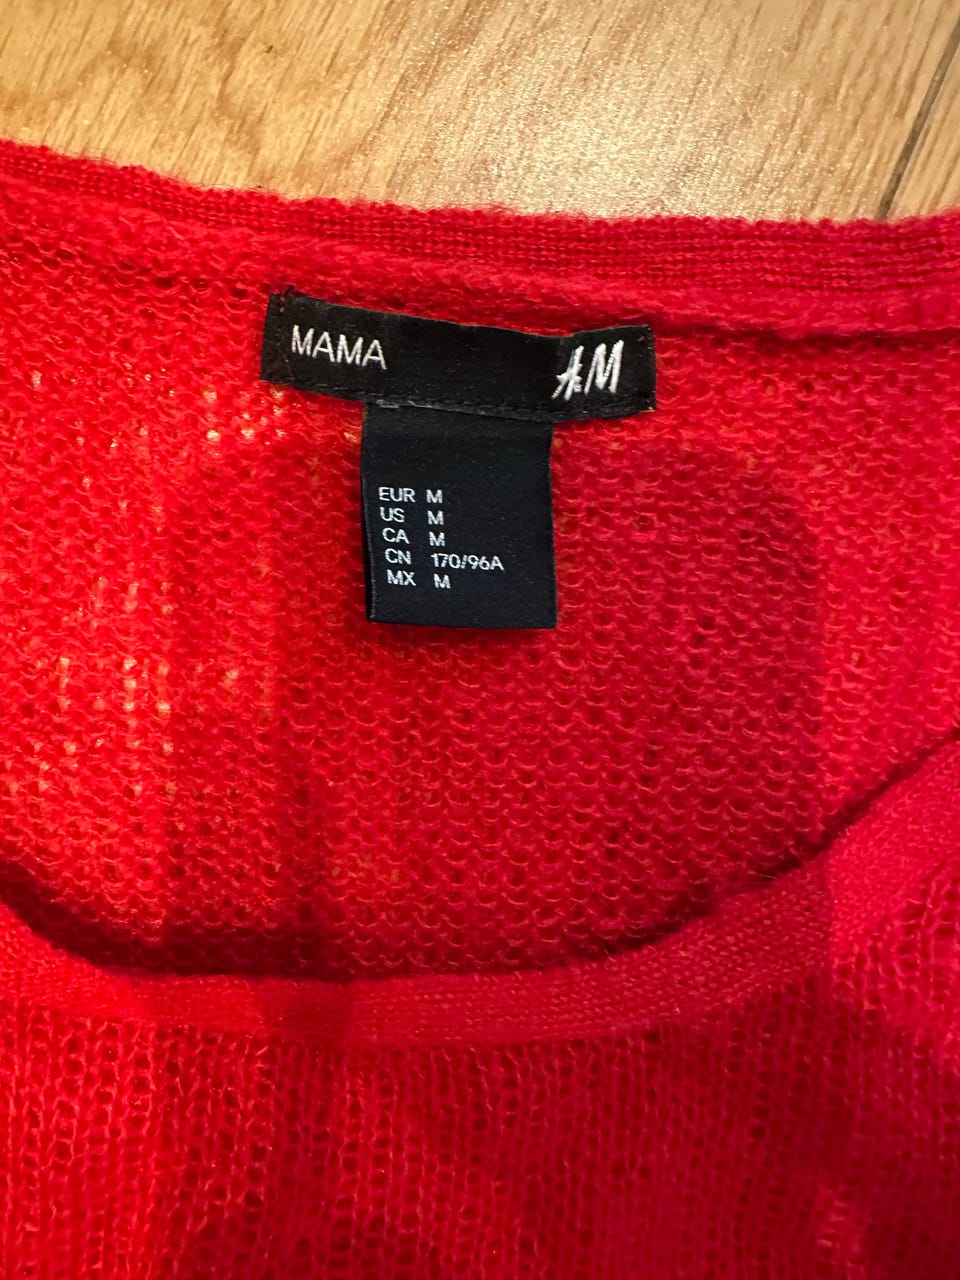 MAMA H&M
EUR M
US M
CA M
CN 170/96A
MX M